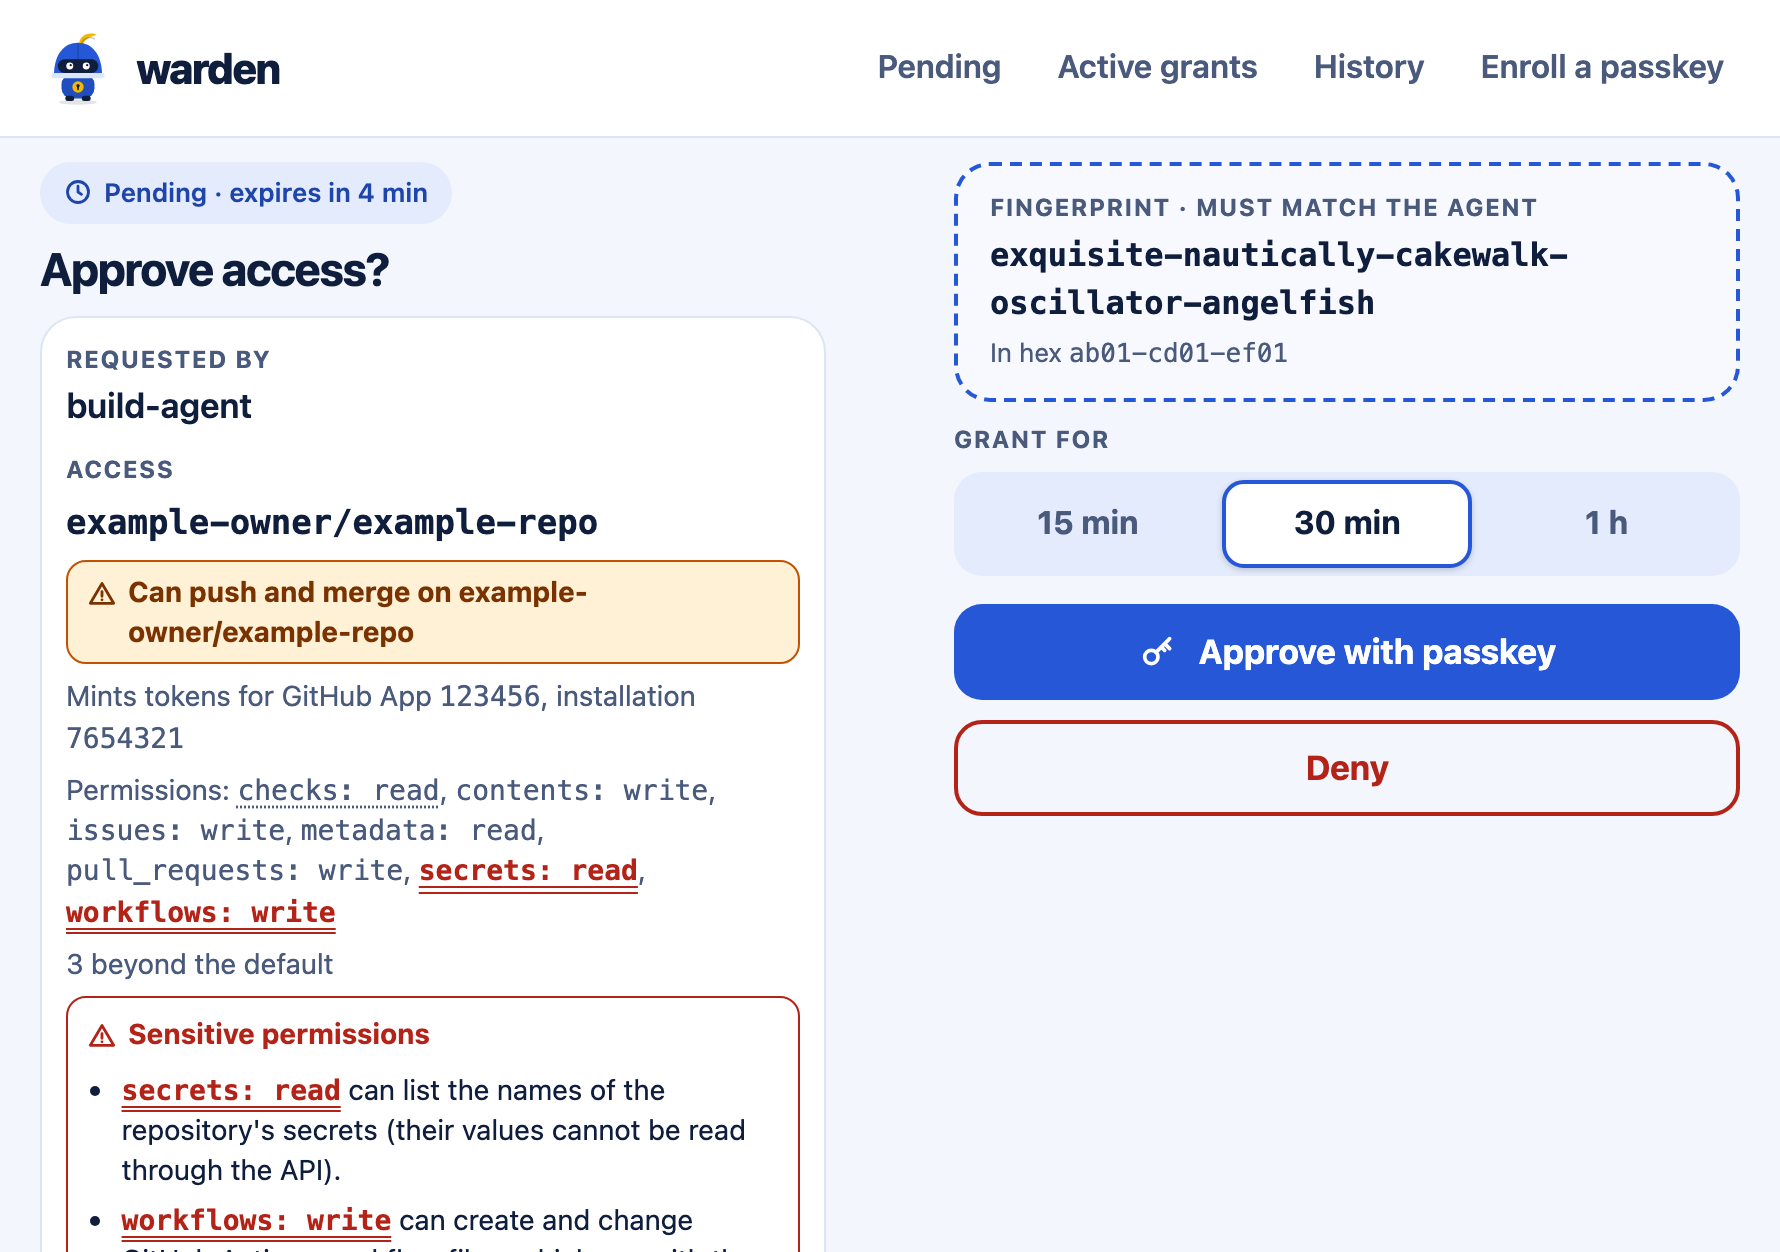 warden
Pending
Active grants
History
Enroll a passkey
Pending · expires in 4 min
Approve access?
REQUESTED BY
build-agent
ACCESS
example-owner/example-repo
Can push and merge on example-
owner/example-repo
Mints tokens for GitHub App 123456, installation
7654321
Permissions: checks: read, contents: write,
issues: write, metadata: read,
pull_requests: write, secrets: read,
workflows: write
3 beyond the default
Sensitive permissions
• secrets: read can list the names of the
repository's secrets (their values cannot be read
through the API).
• workflows: write can create and change
FINGERPRINT · MUST MATCH THE AGENT
exquisite-nautically-cakewalk-
oscillator-angelfish
In hex ab01-cd01-ef01
GRANT FOR
15 min
30 min
1 h
Approve with passkey
Deny